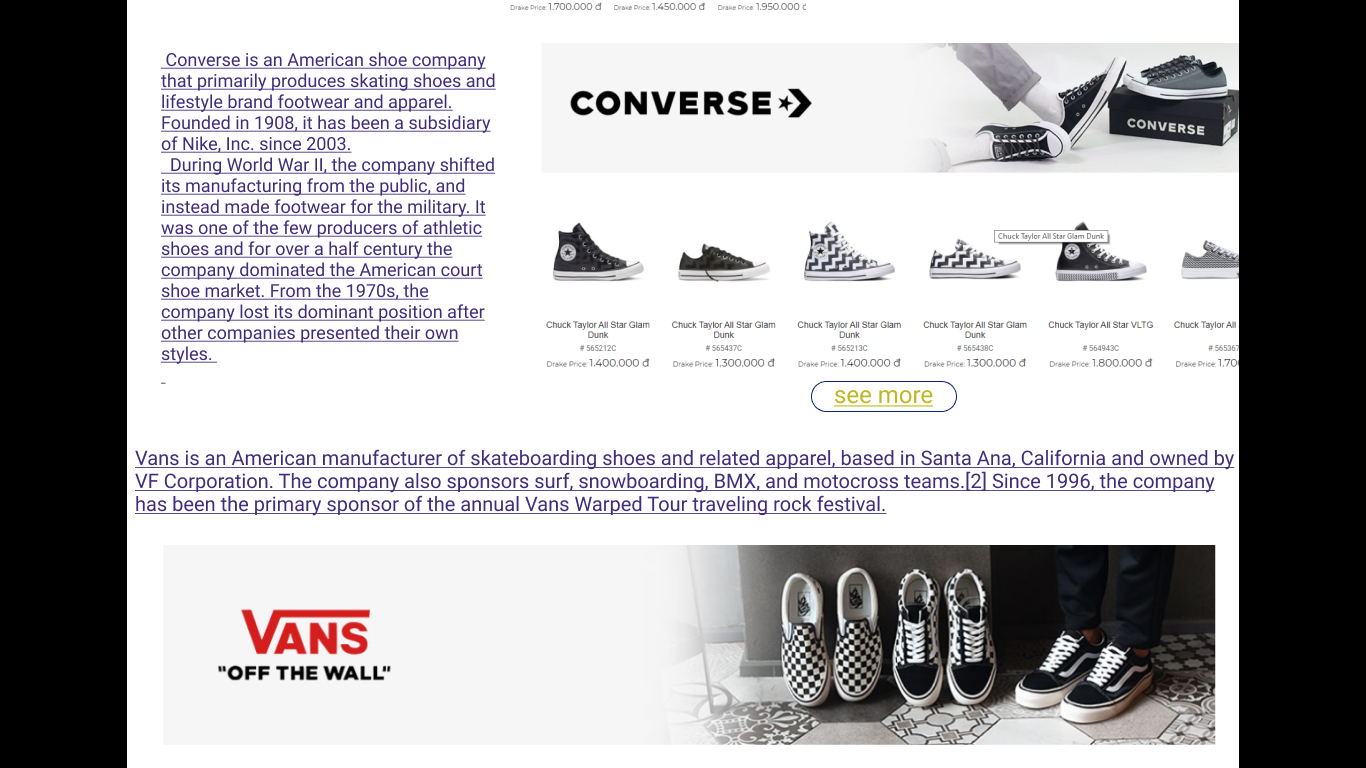 Drake Price: 1.700.000 đ Drake Price: 1.450.000 đ Drake Price: 1.950.000
Converse is an American shoe company
that primarily produces skating shoes and
lifestyle brand footwear and apparel.
Founded in 1908, it has been a subsidiary
of Nike, Inc. since 2003.
During World War II, the company shifted
its manufacturing from the public, and
instead made footwear for the military. It
was one of the few producers of athletic
shoes and for over a half century the
company dominated the American court
shoe market. From the 1970s, the
company lost its dominant position after
other companies presented their own
styles.
CONVERSE
CONVERSE
Chuck Taylor All Star Glam Dunk
Chuck Taylor All Star Glam
Dunk
# 565212C
Drake Price: 1.400.000 đ
Chuck Taylor All Star Glam
Dunk
# 565437C
Drake Price: 1.300.000 đ
Chuck Taylor All Star Glam
Dunk
# 565213C
Drake Price: 1.400.000 đ
Chuck Taylor All Star Glam
Dunk
# 565438C
Drake Price: 1.300.000 đ
Chuck Taylor All Star VLTG
# 564943C
Drake Price: 1.800.000 đ
Chuck Taylor All
# 565367
Drake Price: 1.70
see more
Vans is an American manufacturer of skateboarding shoes and related apparel, based in Santa Ana, California and owned by
VF Corporation. The company also sponsors surf, snowboarding, BMX, and motocross teams.[2] Since 1996, the company
has been the primary sponsor of the annual Vans Warped Tour traveling rock festival.
VANS
"OFF THE WALL"